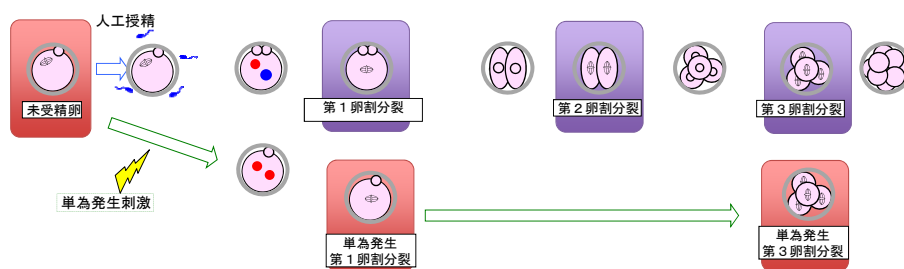 人工授精
未受精卵
第１卵割分裂
第２卵割分裂
第３卵割分裂
単為発生刺激
単為発生
第１卵割分裂
単為発生
第３卵割分裂